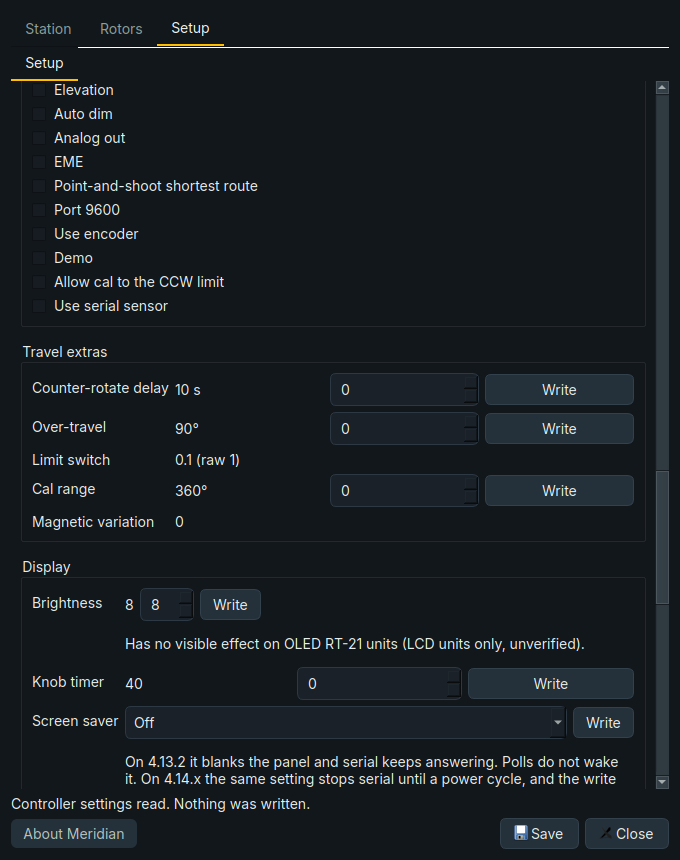 Station Rotors Setup
Setup
Elevation
Auto dim
Analog out
EME
Point-and-shoot shortest route
Port 9600
Use encoder
Demo
Allow cal to the CCW limit
Use serial sensor
Travel extras
Counter-rotate delay 10 s 0 Write
Over-travel 90° 0 Write
Limit switch 0.1 (raw 1)
Cal range 360° 0 Write
Magnetic variation 0
Display
Brightness 8 8 Write
Has no visible effect on OLED RT-21 units (LCD units only, unverified).
Knob timer 40 0 Write
Screen saver Off Write
On 4.13.2 it blanks the panel and serial keeps answering. Polls do not wake
it. On 4.14.x the same setting stops serial until a power cycle, and the write
Controller settings read. Nothing was written.
About Meridian Save Close